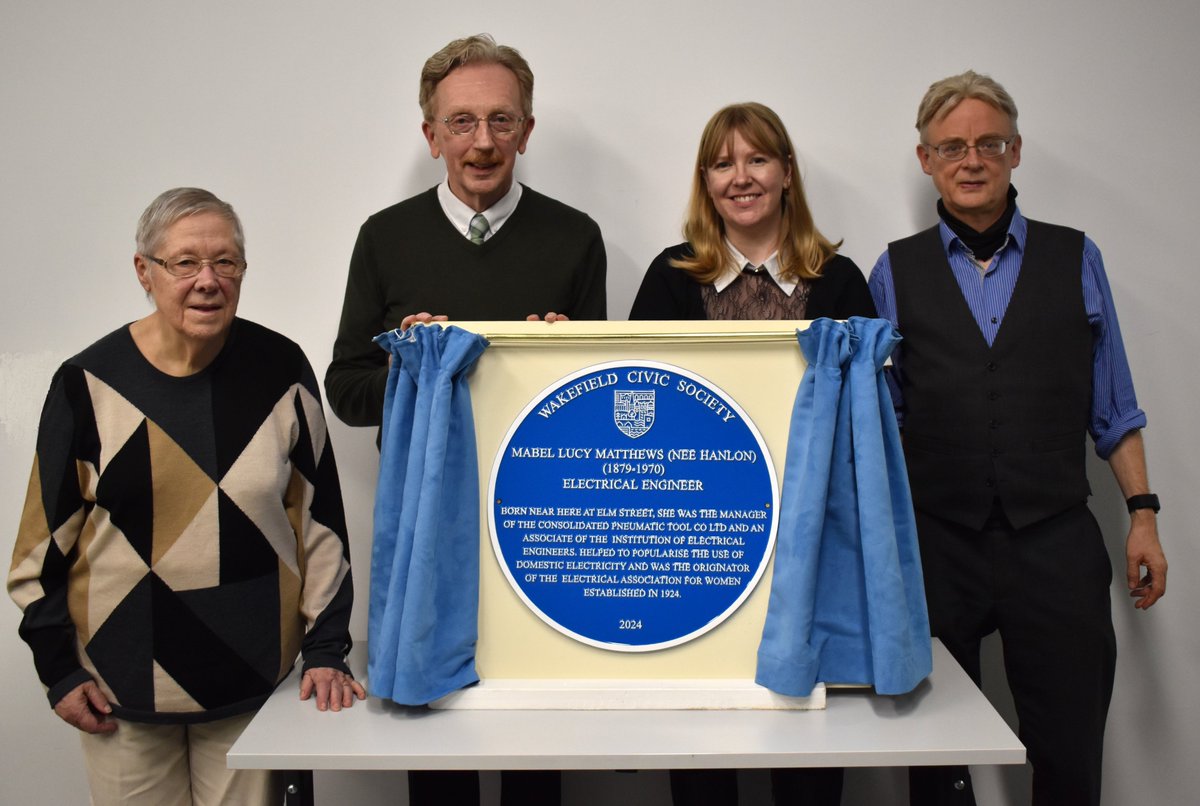 WAKEFIELD CIVIC SOCIETY
MABEL LUCY MATTHEWS (NEE HANLON)
(1879-1970)
ELECTRICAL ENGINEER
BORN NEAR HERE AT ELM STREET, SHE WAS THE MANAGER
OF THE CONSOLIDATED PNEUMATIC TOOL CO LTD AND AN
ASSOCIATE OF THE INSTITUTION OF ELECTRICAL
ENGINEERS. HELPED TO POPULARISE THE USE OF
DOMESTIC ELECTRICITY AND WAS THE ORIGINATOR
OF THE ELECTRICAL ASSOCIATION FOR WOMEN
ESTABLISHED IN 1924.
2024